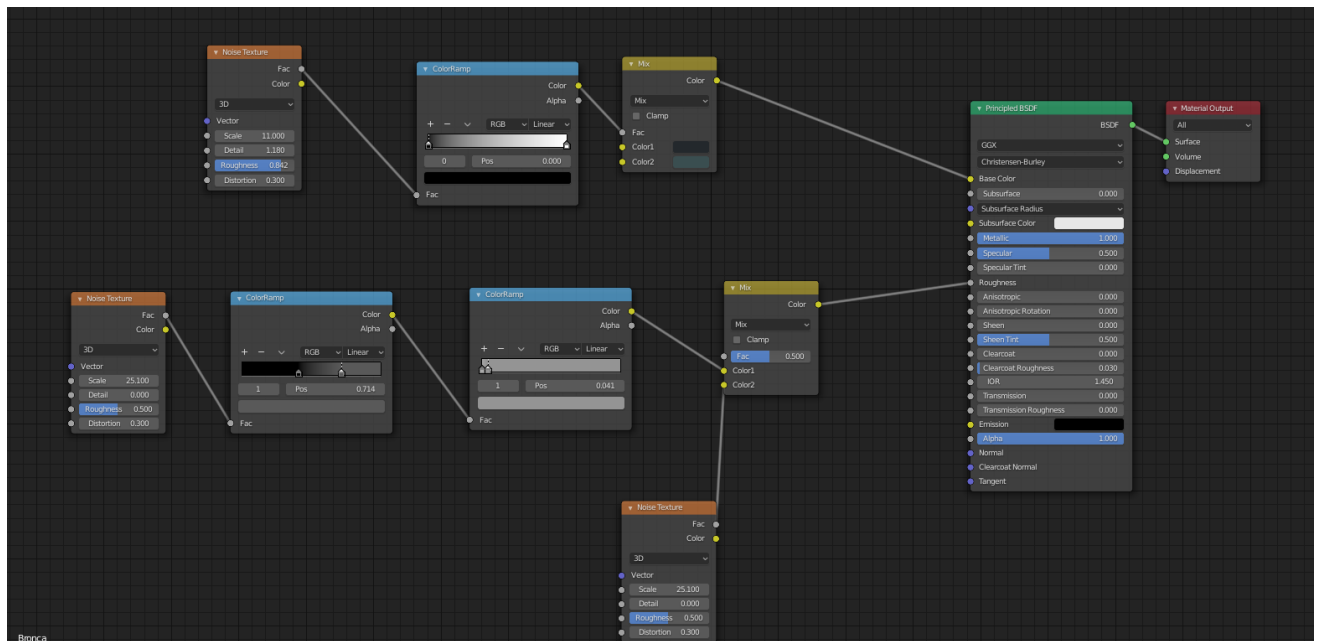 Noise Texture
Fac
Color
3D
Vector
Scale 11.000
Detail 1.180
Roughness 0.842
Distortion 0.300
ColorRamp
Color
Alpha
RGB Linear
0 Pos 0.000
Fac
Mix
Color
Mix
Clamp
Fac
Color1
Color2
Principled BSDF
BSDF
GGX
Christensen-Burley
Base Color
Subsurface 0.000
Subsurface Radius
Subsurface Color
Metallic 1.000
Specular 0.500
Specular Tint 0.000
Roughness
Anisotropic 0.000
Anisotropic Rotation 0.000
Sheen 0.000
Sheen Tint 0.500
Clearcoat 0.000
Clearcoat Roughness 0.030
IOR 1.450
Transmission 0.000
Transmission Roughness 0.000
Emission
Alpha 1.000
Normal
Clearcoat Normal
Tangent
Material Output
All
Surface
Volume
Displacement
Noise Texture
Fac
Color
3D
Vector
Scale 25.100
Detail 0.000
Roughness 0.500
Distortion 0.300
ColorRamp
Color
Alpha
RGB Linear
1 Pos 0.714
Fac
ColorRamp
Color
Alpha
RGB Linear
1 Pos 0.041
Fac
Mix
Color
Mix
Clamp
Fac 0.500
Color1
Color2
Noise Texture
Fac
Color
3D
Vector
Scale 25.100
Detail 0.000
Roughness 0.500
Distortion 0.300
Bronca